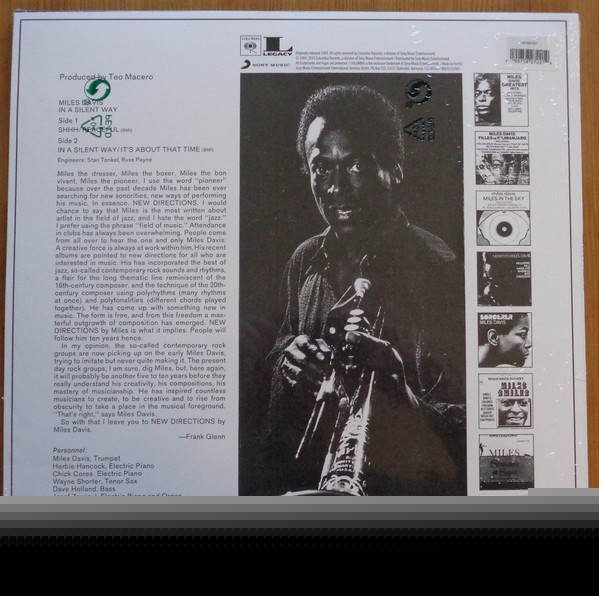 COLUMBIA
LEGACY
SONY MUSIC
Produced by Teo Macero
MILES DAVIS
IN A SILENT WAY
Side 1
SHHH/PEACEFUL (BMI)
Side 2
IN A SILENT WAY/IT'S ABOUT THAT TIME (BMI)
Engineers: Stan Tonkel, Russ Payne
Miles the dresser, Miles the boxer, Miles the bon
vivant, Miles the pioneer. I use the word "pioneer"
because over the past decade Miles has been ever
searching for new sonorities, new ways of performing
his music. In essence, NEW DIRECTIONS. I would
chance to say that Miles is the most written about
artist in the field of jazz, and I hate the word "jazz."
I prefer using the phrase "field of music." Attendance
in clubs has always been overwhelming. People come
from all over to hear the one and only Miles Davis.
A creative force is always at work within him. His recent
albums are pointed to new directions for all who are
interested in music. His has incorporated the best of
jazz, so-called contemporary rock sounds and rhythms,
a flair for the long thematic line reminiscent of the
16th-century composer, and the technique of the 20th-
century composer using polyrhythms (many rhythms
at once) and polytonalities (different chords played
together). He has come up with something new in
music. The form is free, and from this freedom a mas-
terful outgrowth of composition has emerged. NEW
DIRECTIONS by Miles is what it implies. People will
follow him ten years hence.
In my opinion, the so-called contemporary rock
groups are now picking up on the early Miles Davis,
trying to imitate but never quite making it. The present
day rock groups, I am sure, dig Miles, but, here again,
it will probably be another five to ten years before they
really understand his creativity, his compositions, his
mastery of musicianship. He has inspired countless
musicians to create, to be creative and to rise from
obscurity to take a place in the musical foreground.
"That's right," says Miles Davis.
So with that I leave you to NEW DIRECTIONS by
Miles Davis.
—Frank Glenn
Personnel:
Miles Davis, Trumpet
Herbie Hancock, Electric Piano
Chick Corea, Electric Piano
Wayne Shorter, Tenor Sax
Dave Holland, Bass
MILES
DAVIS
GREATEST
HITS
MILES DAVIS
FILLES DE KILIMANJARO
miles davis
MILES IN THE SKY
SORCERER
MILES DAVIS
MILES
SMILES
MILES